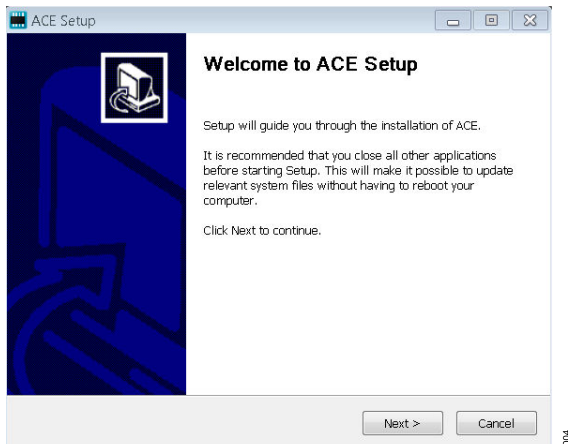 ACE Setup
Welcome to ACE Setup
Setup will guide you through the installation of ACE.
It is recommended that you close all other applications
before starting Setup. This will make it possible to update
relevant system files without having to reboot your
computer.
Click Next to continue.
Next >
Cancel